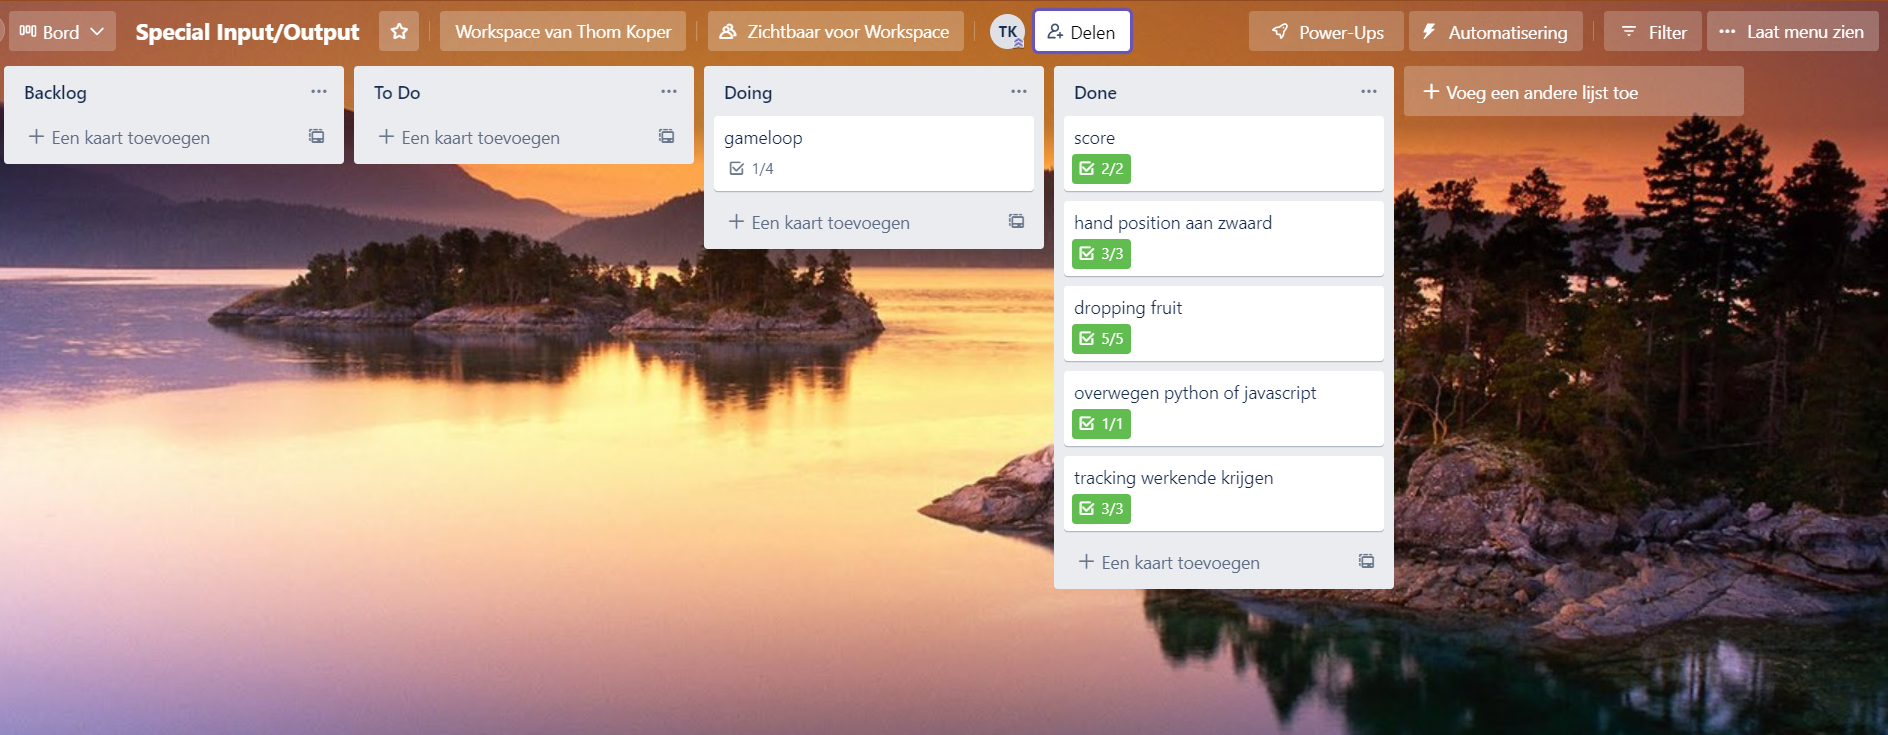 Bord Special Input/Output Workspace van Thom Koper Zichtbaar voor Workspace TK Delen Power-Ups Automatisering Filter Laat menu zien
Backlog
Een kaart toevoegen
To Do
Een kaart toevoegen
Doing
gameloop
1/4
Een kaart toevoegen
Done
score
2/2
hand position aan zwaard
3/3
dropping fruit
5/5
overwegen python of javascript
1/1
tracking werkende krijgen
3/3
Een kaart toevoegen
Voeg een andere lijst toe